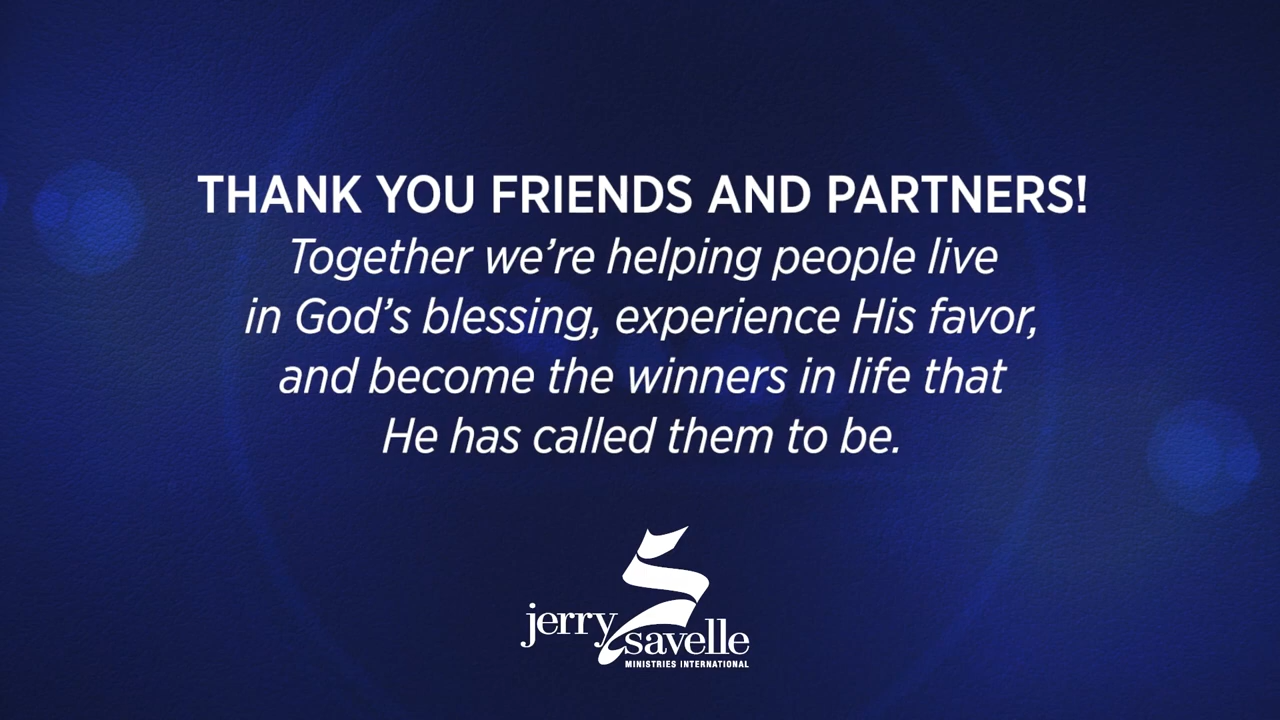 THANK YOU FRIENDS AND PARTNERS!
Together we’re helping people live
in God’s blessing, experience His favor,
and become the winners in life that
He has called them to be.
jerry savelle
MINISTRIES INTERNATIONAL